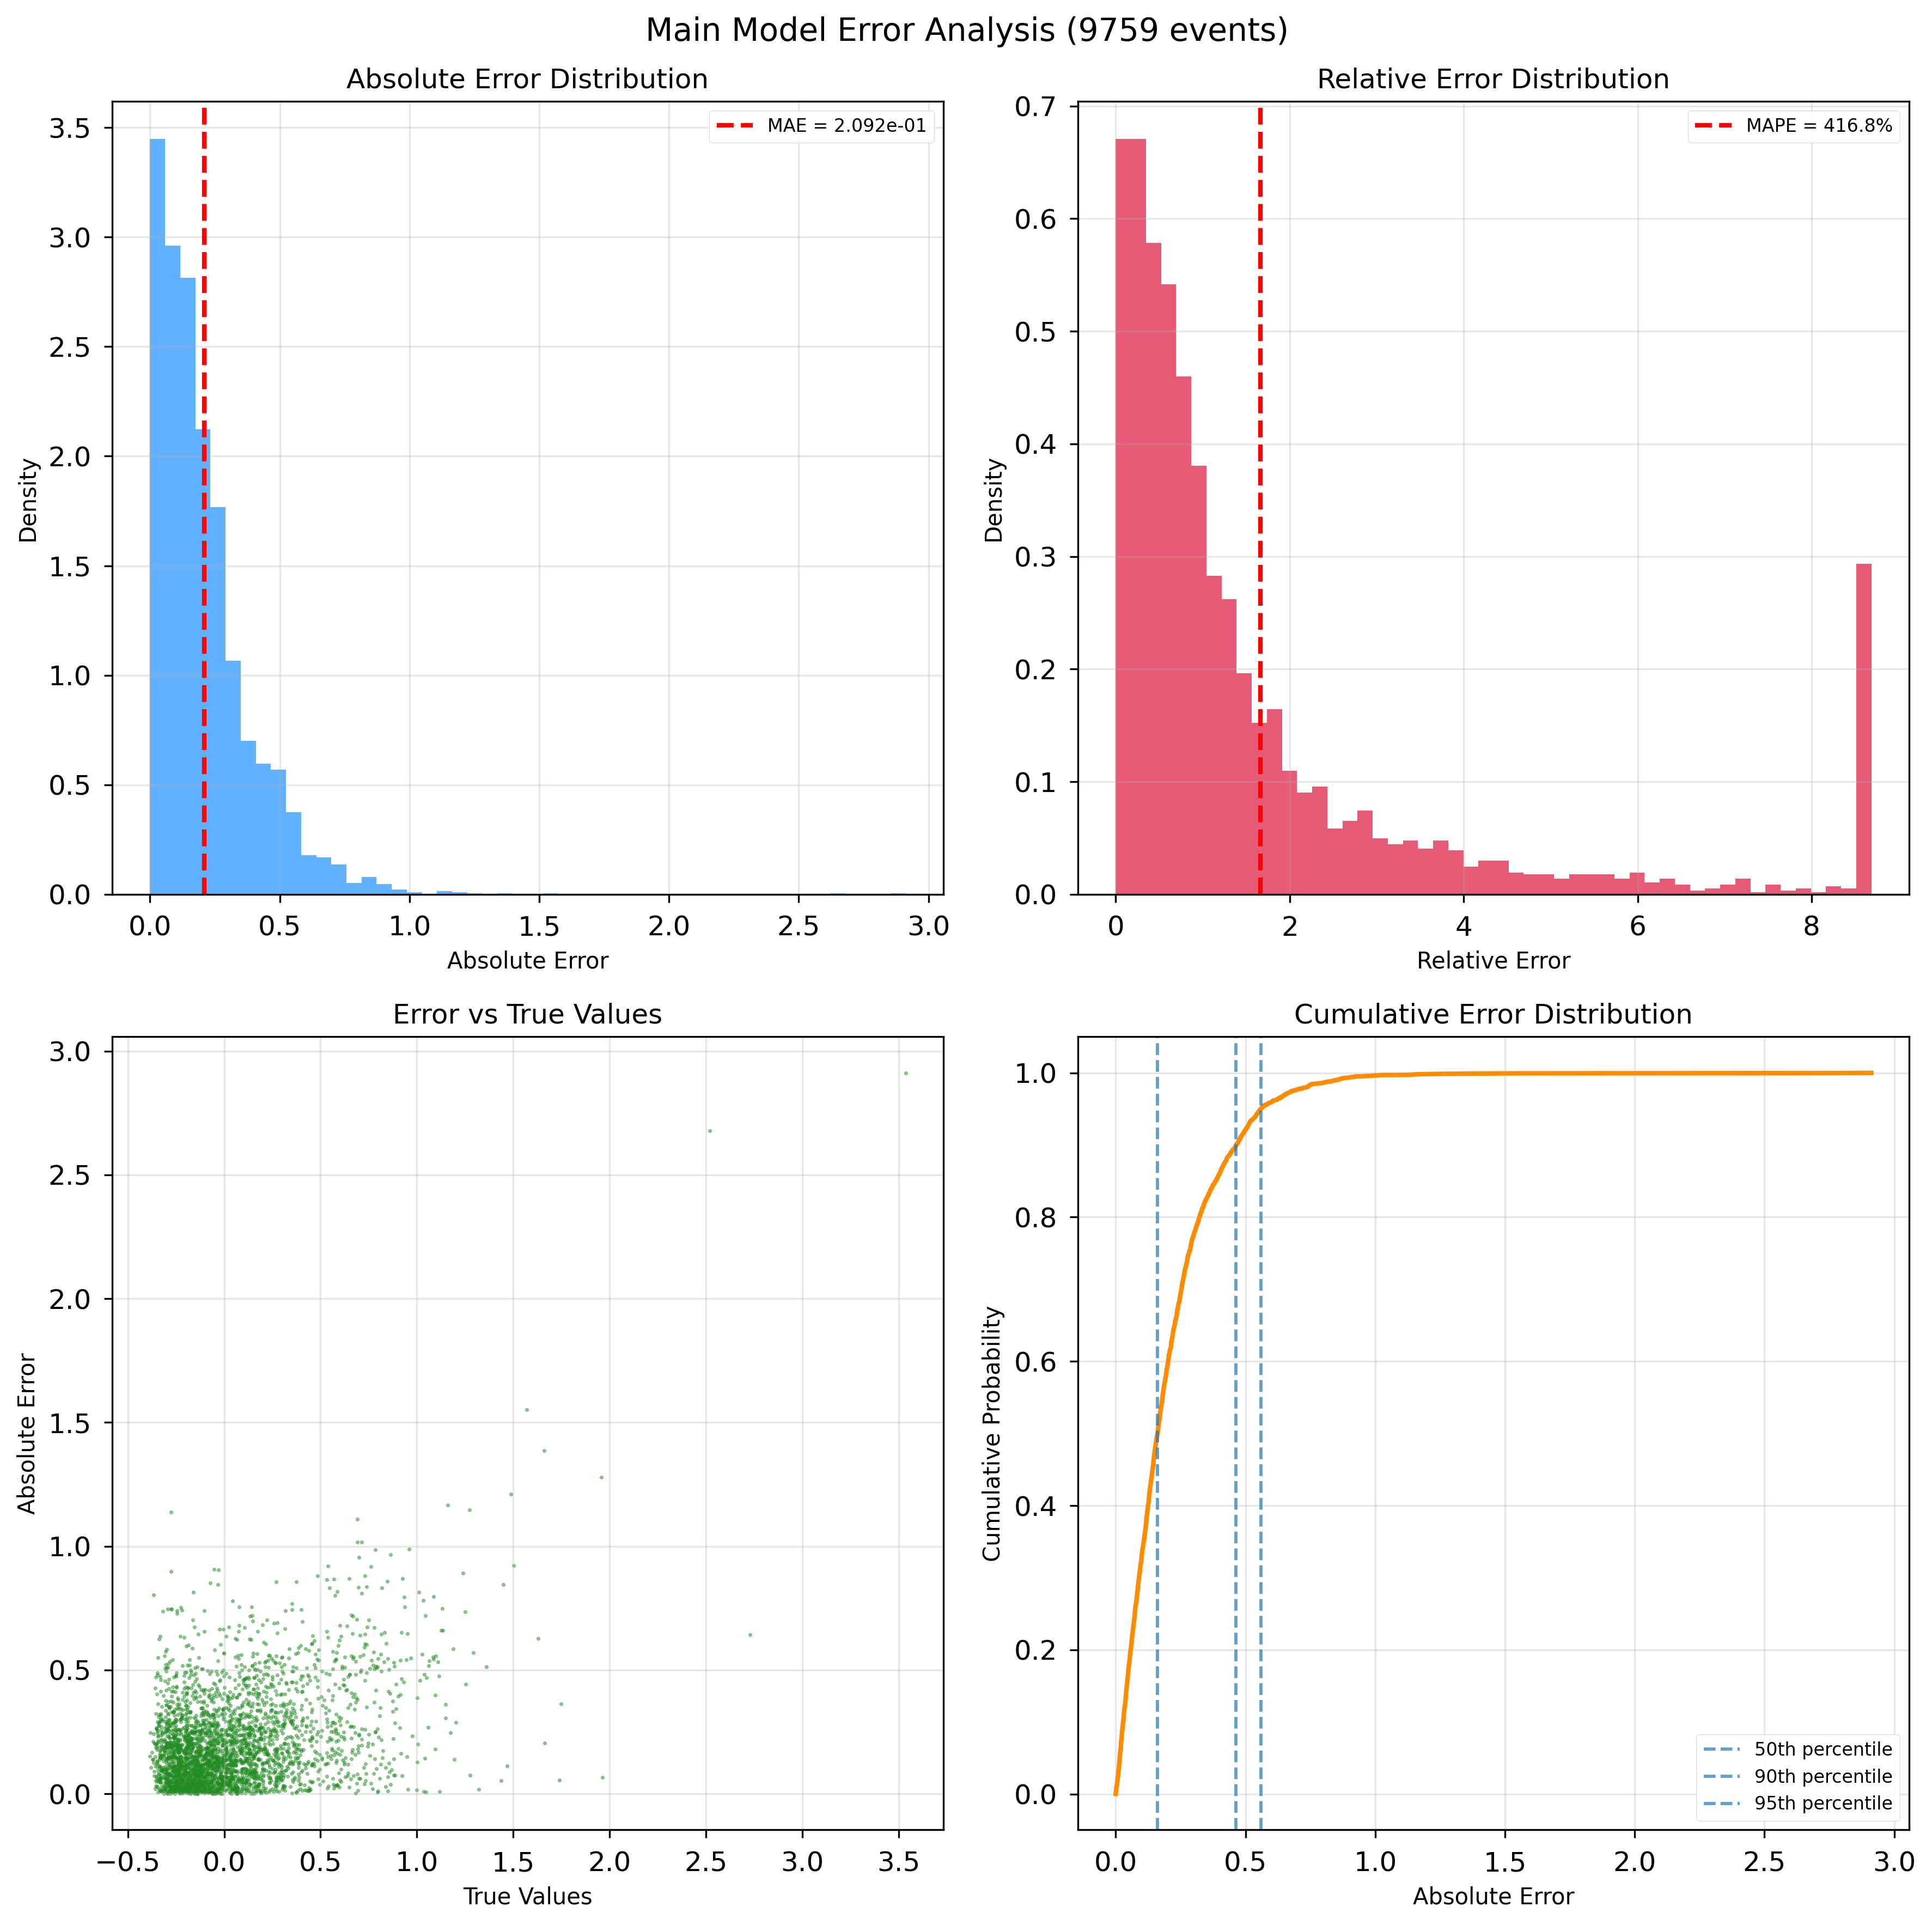 Main Model Error Analysis (9759 events)
Absolute Error Distribution
MAE = 2.092e-01
3.5
3.0
2.5
2.0
1.5
1.0
0.5
0.0
Density
0.0 0.5 1.0 1.5 2.0 2.5 3.0
Absolute Error
Relative Error Distribution
MAPE = 416.8%
0.7
0.6
0.5
0.4
0.3
0.2
0.1
0.0
Density
0 2 4 6 8
Relative Error
Error vs True Values
3.0
2.5
2.0
1.5
1.0
0.5
0.0
Absolute Error
−0.5 0.0 0.5 1.0 1.5 2.0 2.5 3.0 3.5
True Values
Cumulative Error Distribution
1.0
0.8
0.6
0.4
0.2
0.0
Cumulative Probability
50th percentile
90th percentile
95th percentile
0.0 0.5 1.0 1.5 2.0 2.5 3.0
Absolute Error